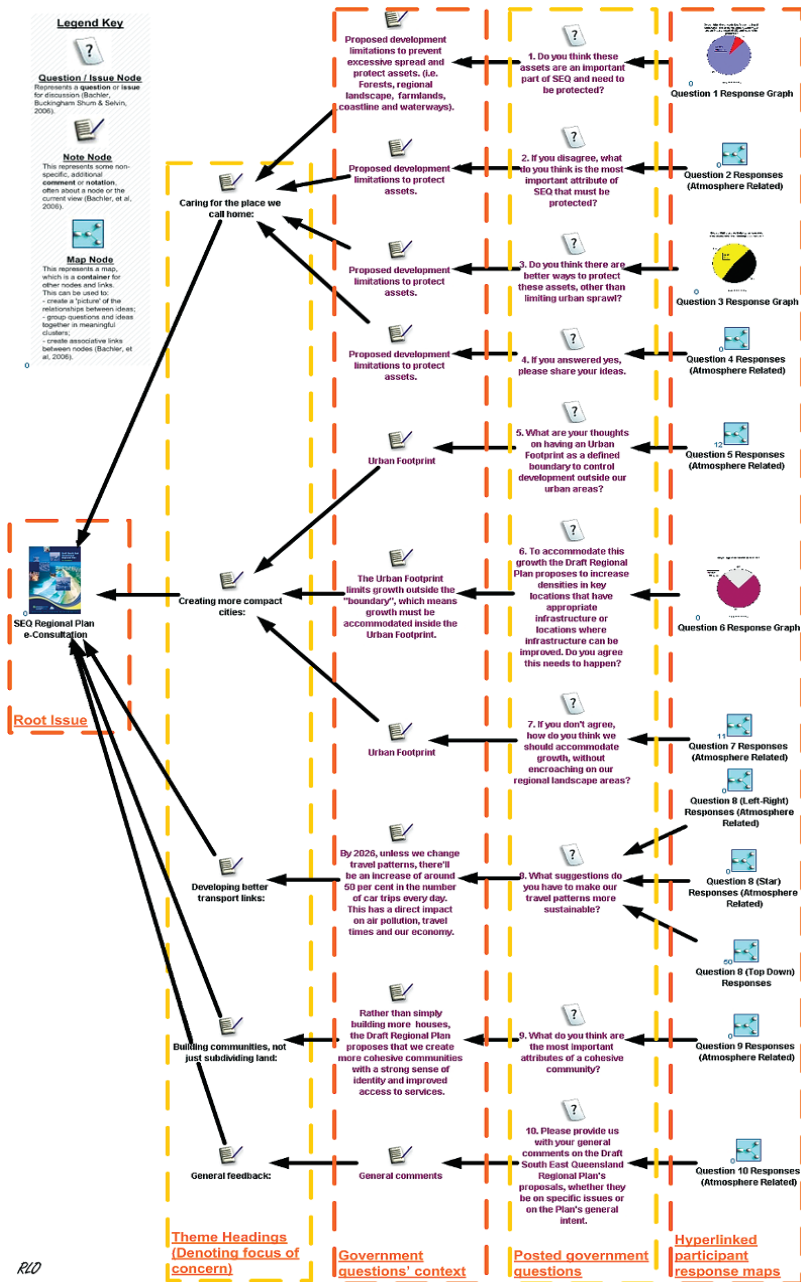 Legend Key
Question / Issue Node
Represents a question or issue
for discussion (Bachler,
Buckingham Shum & Selvin,
2006).
Note Node
This represents some non-
specific, additional
comment or notation,
often about a node or the
current view (Bachler, et al,
2006).
Map Node
This represents a map,
which is a container for
other nodes and links.
This can be used to:
- create a 'picture' of the
relationships between ideas;
- group questions and ideas
together in meaningful
clusters;
- create associative links
between nodes (Bachler, et
al, 2006).
0
0
SEQ Regional Plan
e-Consultation
Root Issue
Caring for the place we
call home:
Creating more compact
cities:
Developing better
transport links:
Building communities, not
just subdividing land:
General feedback:
Theme Headings
(Denoting focus of
concern)
Proposed development
limitations to prevent
excessive spread and
protect assets. (i.e.
Forests, regional
landscape, farmlands,
coastline and waterways).
Proposed development
limitations to protect
assets.
Proposed development
limitations to protect
assets.
Proposed development
limitations to protect
assets.
Urban Footprint
The Urban Footprint
limits growth outside the
"boundary", which means
growth must be
accommodated inside the
Urban Footprint.
Urban Footprint
By 2026, unless we change
travel patterns, there'll
be an increase of around
50 per cent in the number
of car trips every day.
This has a direct impact
on air pollution, travel
times and our economy.
Rather than simply
building more houses,
the Draft Regional Plan
proposes that we create
more cohesive communities
with a strong sense of
identity and improved
access to services.
General comments
Government
questions' context
1. Do you think these
assets are an important
part of SEQ and need to
be protected?
2. If you disagree, what
do you think is the most
important attribute of
SEQ that must be
protected?
3. Do you think there are
better ways to protect
these assets, other than
limiting urban sprawl?
4. If you answered yes,
please share your ideas.
5. What are your thoughts
on having an Urban
Footprint as a defined
boundary to control
development outside our
urban areas?
6. To accommodate this
growth the Draft Regional
Plan proposes to increase
densities in key
locations that have
appropriate
infrastructure or
locations where
infrastructure can be
improved. Do you agree
this needs to happen?
7. If you don't agree,
how do you think we
should accommodate
growth, without
encroaching on our
regional landscape areas?
8. What suggestions do
you have to make our
travel patterns more
sustainable?
9. What do you think are
the most important
attributes of a cohesive
community?
10. Please provide us
with your general
comments on the Draft
South East Queensland
Regional Plan's
proposals, whether they
be on specific issues or
on the Plan's general
intent.
Posted government
questions
0
Question 1 Response Graph
0
Question 2 Responses
(Atmosphere Related)
0
Question 3 Response Graph
0
Question 4 Responses
(Atmosphere Related)
12
Question 5 Responses
(Atmosphere Related)
0
Question 6 Response Graph
11
Question 7 Responses
(Atmosphere Related)
0
Question 8 (Left-Right)
Responses (Atmosphere
Related)
0
Question 8 (Star)
Responses (Atmosphere
Related)
50
Question 8 (Top Down)
Responses
0
Question 9 Responses
(Atmosphere Related)
0
Question 10 Responses
(Atmosphere Related)
Hyperlinked
participant
response maps
RLD